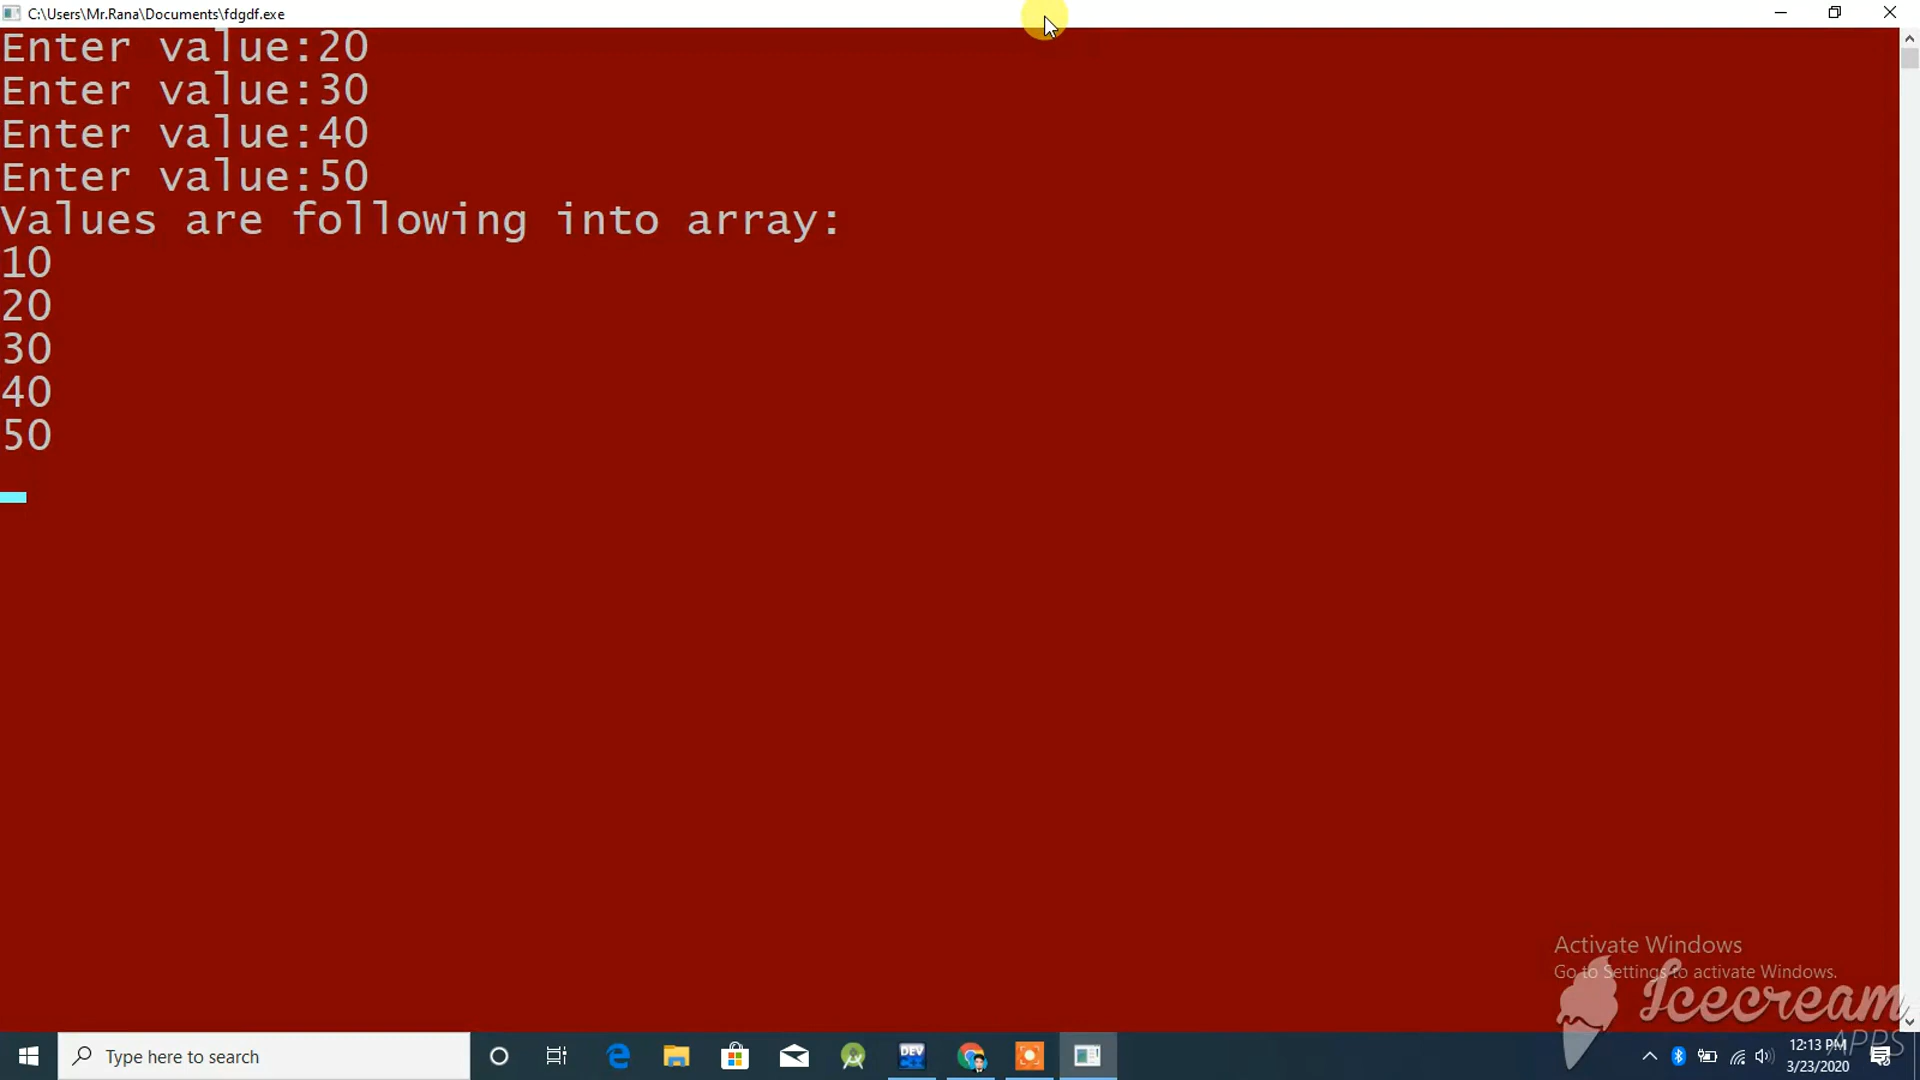 C:\Users\Mr.Rana\Documents\fdgdf.exe
Enter value:20
Enter value:30
Enter value:40
Enter value:50
Values are following into array:
10
20
30
40
50
Activate Windows
Go to Settings to activate Windows.
Icecream
APPS
Type here to search
DEV
12:13 PM
3/23/2020